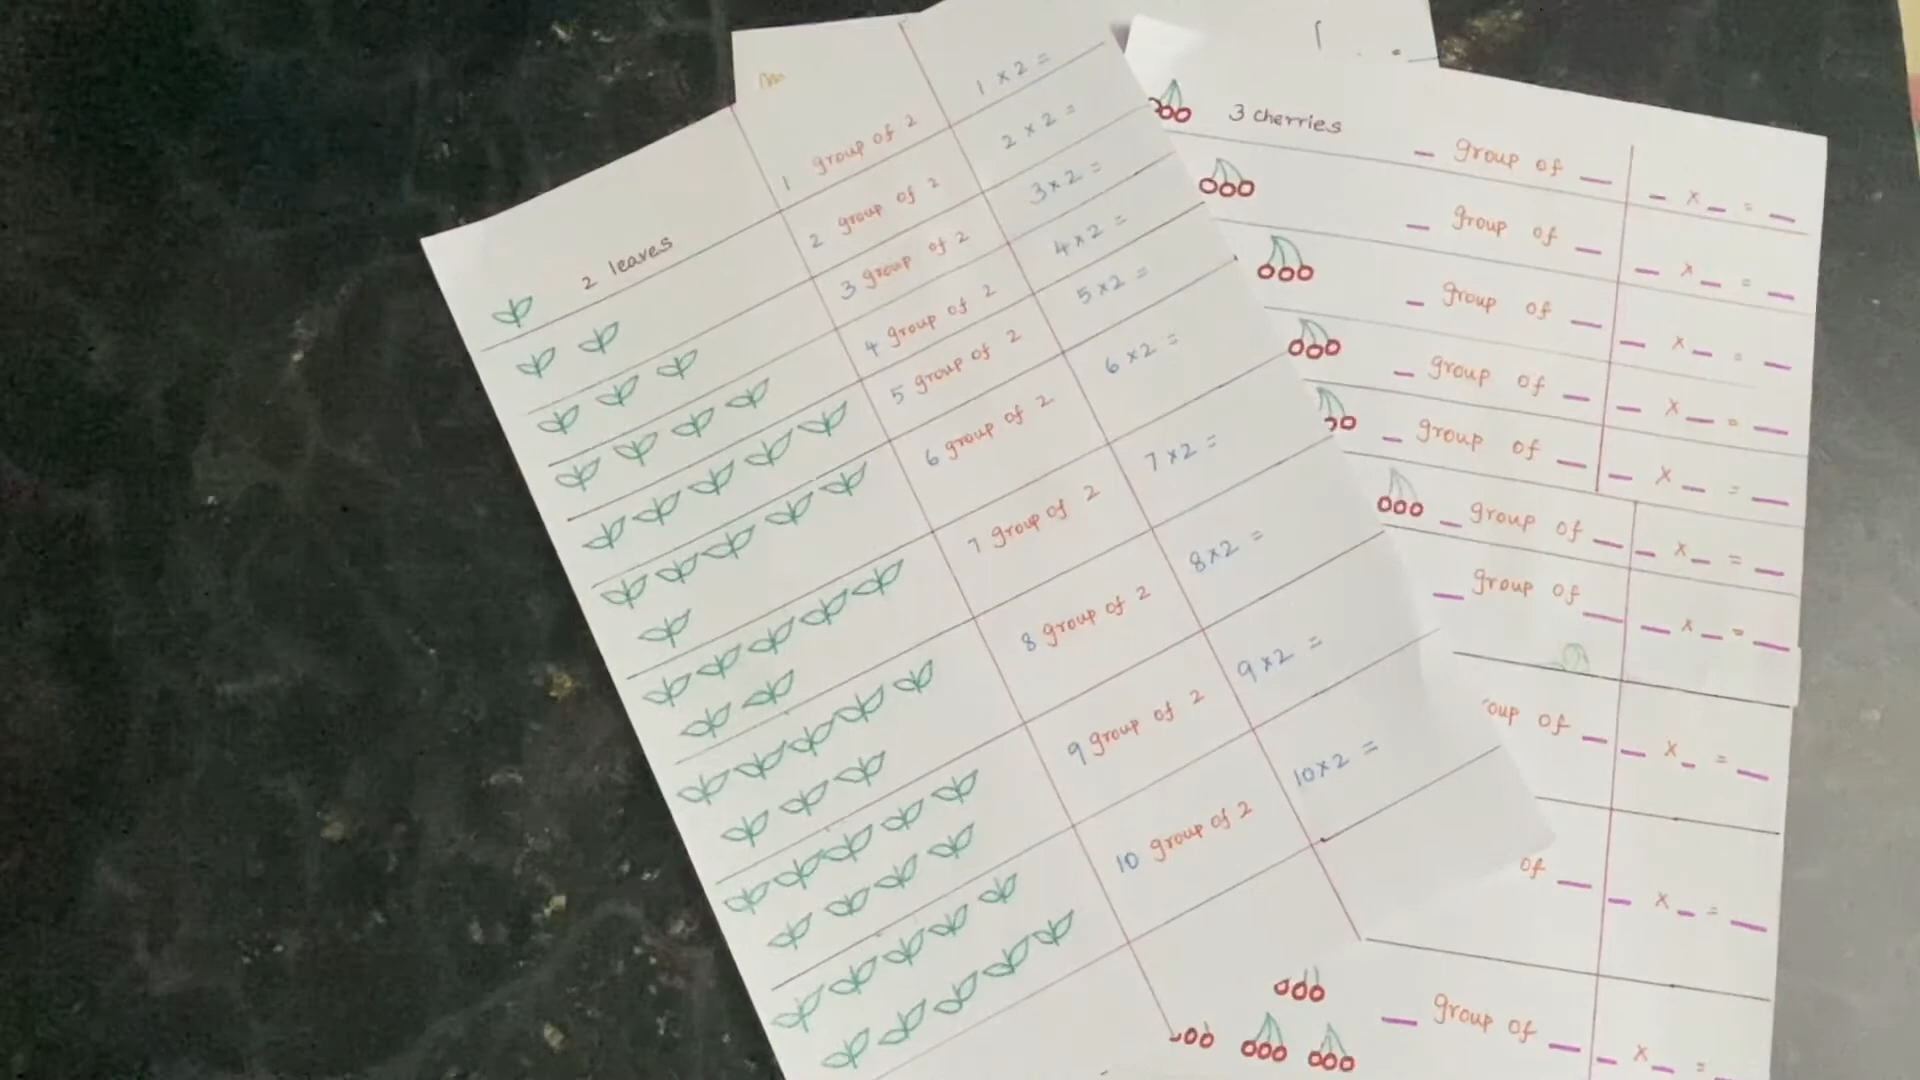 2 leaves
1 group of 2 1 x 2 =
2 group of 2 2 x 2 =
3 group of 2 3 x 2 =
4 group of 2 4 x 2 =
5 group of 2 5 x 2 =
6 group of 2 6 x 2 =
7 group of 2 7 x 2 =
8 group of 2 8 x 2 =
9 group of 2 9 x 2 =
10 group of 2 10 x 2 =
3 cherries
_ group of _ _ x _ = _
_ group of _ _ x _ = _
_ group of _ _ x _ = _
_ group of _ _ x _ = _
_ group of _ _ x _ = _
_ group of _ _ x _ = _
_ group of _ _ x _ = _
oup of _ _ x _ = _
of _ _ x _ = _
_ group of _ _ x _ = _